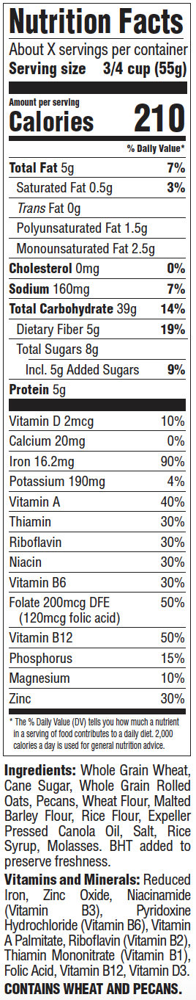 Nutrition Facts
About X servings per container
Serving size 3/4 cup (55g)
Amount per serving
Calories 210
% Daily Value*
Total Fat 5g 7%
Saturated Fat 0.5g 3%
Trans Fat 0g
Polyunsaturated Fat 1.5g
Monounsaturated Fat 2.5g
Cholesterol 0mg 0%
Sodium 160mg 7%
Total Carbohydrate 39g 14%
Dietary Fiber 5g 19%
Total Sugars 8g
Incl. 5g Added Sugars 9%
Protein 5g
Vitamin D 2mcg 10%
Calcium 20mg 0%
Iron 16.2mg 90%
Potassium 190mg 4%
Vitamin A 40%
Thiamin 30%
Riboflavin 30%
Niacin 30%
Vitamin B6 30%
Folate 200mcg DFE 50%
(120mcg folic acid)
Vitamin B12 50%
Phosphorus 15%
Magnesium 10%
Zinc 30%
* The % Daily Value (DV) tells you how much a nutrient
in a serving of food contributes to a daily diet. 2,000
calories a day is used for general nutrition advice.
Ingredients: Whole Grain Wheat,
Cane Sugar, Whole Grain Rolled
Oats, Pecans, Wheat Flour, Malted
Barley Flour, Rice Flour, Expeller
Pressed Canola Oil, Salt, Rice
Syrup, Molasses. BHT added to
preserve freshness.
Vitamins and Minerals: Reduced
Iron, Zinc Oxide, Niacinamide
(Vitamin B3), Pyridoxine
Hydrochloride (Vitamin B6), Vitamin
A Palmitate, Riboflavin (Vitamin B2),
Thiamin Mononitrate (Vitamin B1),
Folic Acid, Vitamin B12, Vitamin D3.
CONTAINS WHEAT AND PECANS.